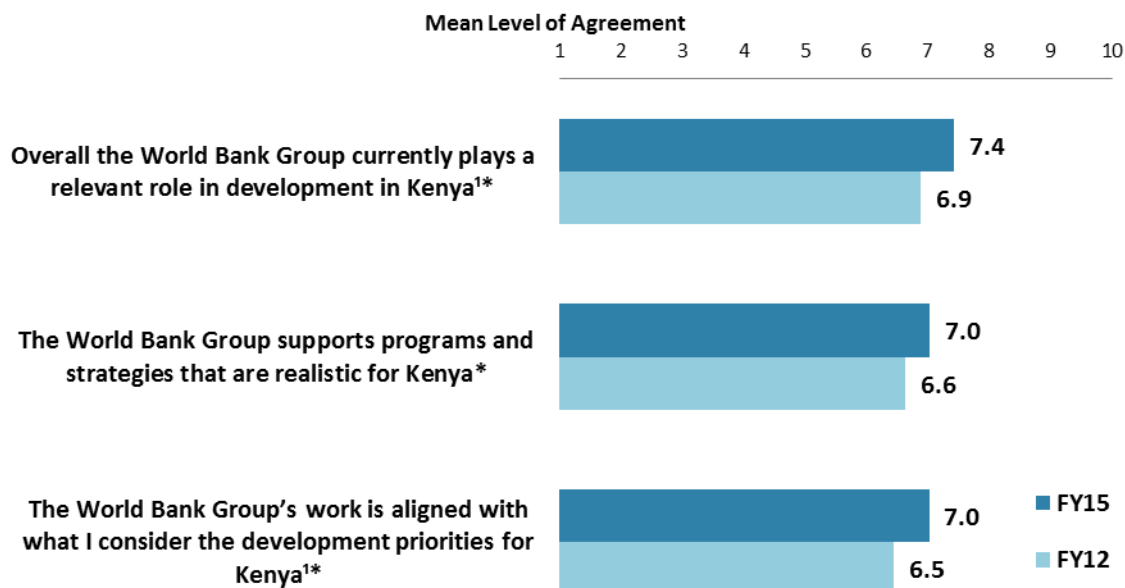 Mean Level of Agreement
1 2 3 4 5 6 7 8 9 10
Overall the World Bank Group currently plays a
relevant role in development in Kenya¹*
7.4
6.9
The World Bank Group supports programs and
strategies that are realistic for Kenya*
7.0
6.6
The World Bank Group’s work is aligned with
what I consider the development priorities for
Kenya¹*
7.0
6.5
FY15
FY12